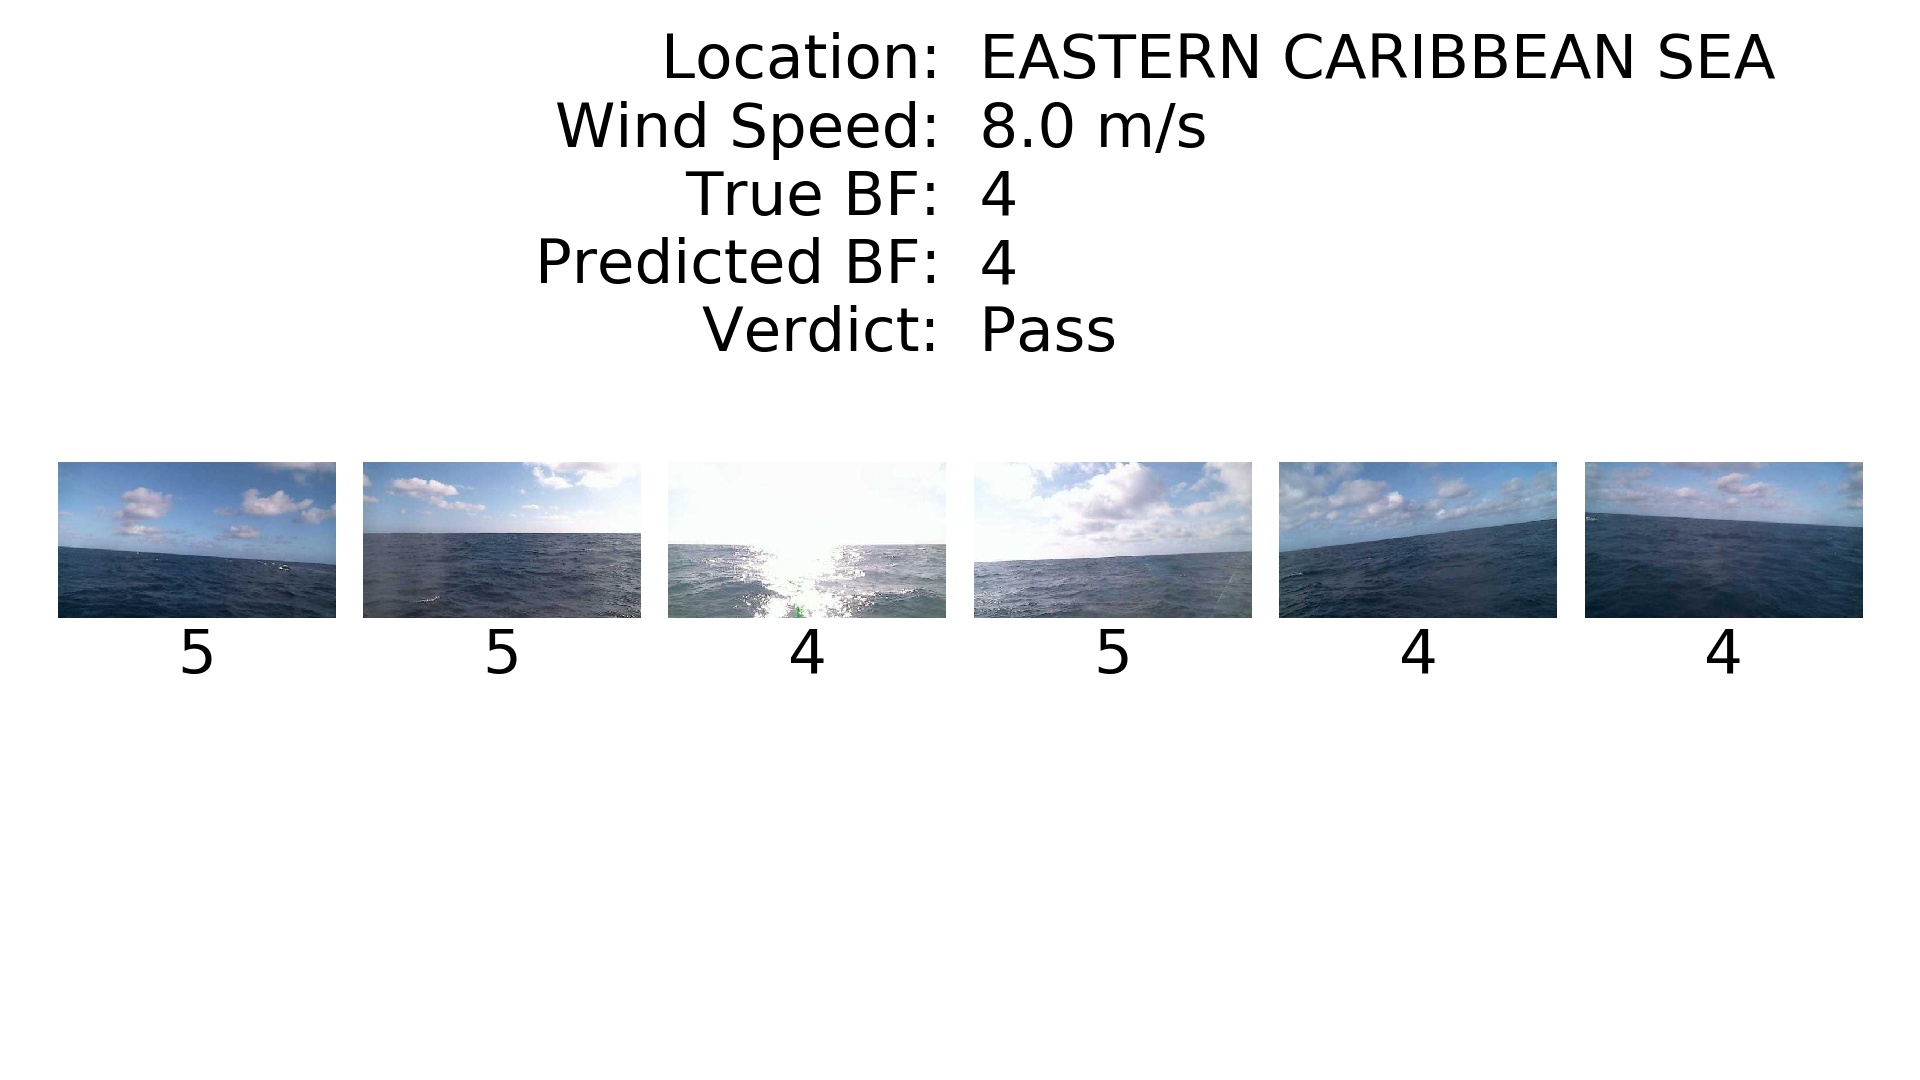 Location: EASTERN CARIBBEAN SEA
Wind Speed: 8.0 m/s
True BF: 4
Predicted BF: 4
Verdict: Pass
5 5 4 5 4 4